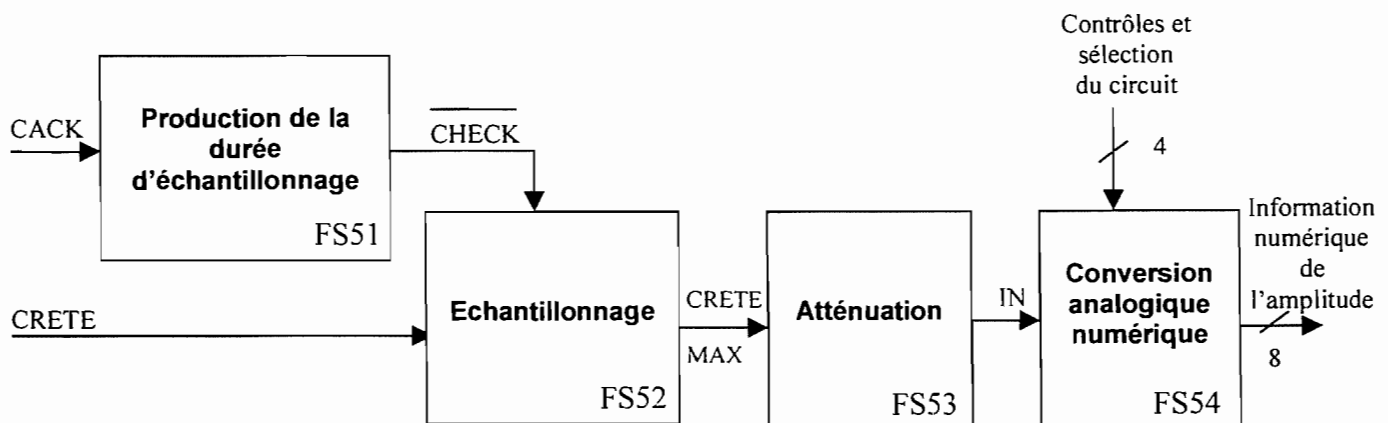 Contrôles et
sélection
du circuit
4
CACK
Production de la
durée
d'échantillonnage
FS51
CHECK
CRETE
Echantillonnage
FS52
CRETE
MAX
Atténuation
FS53
IN
Conversion
analogique
numérique
FS54
Information
numérique
de
l'amplitude
8